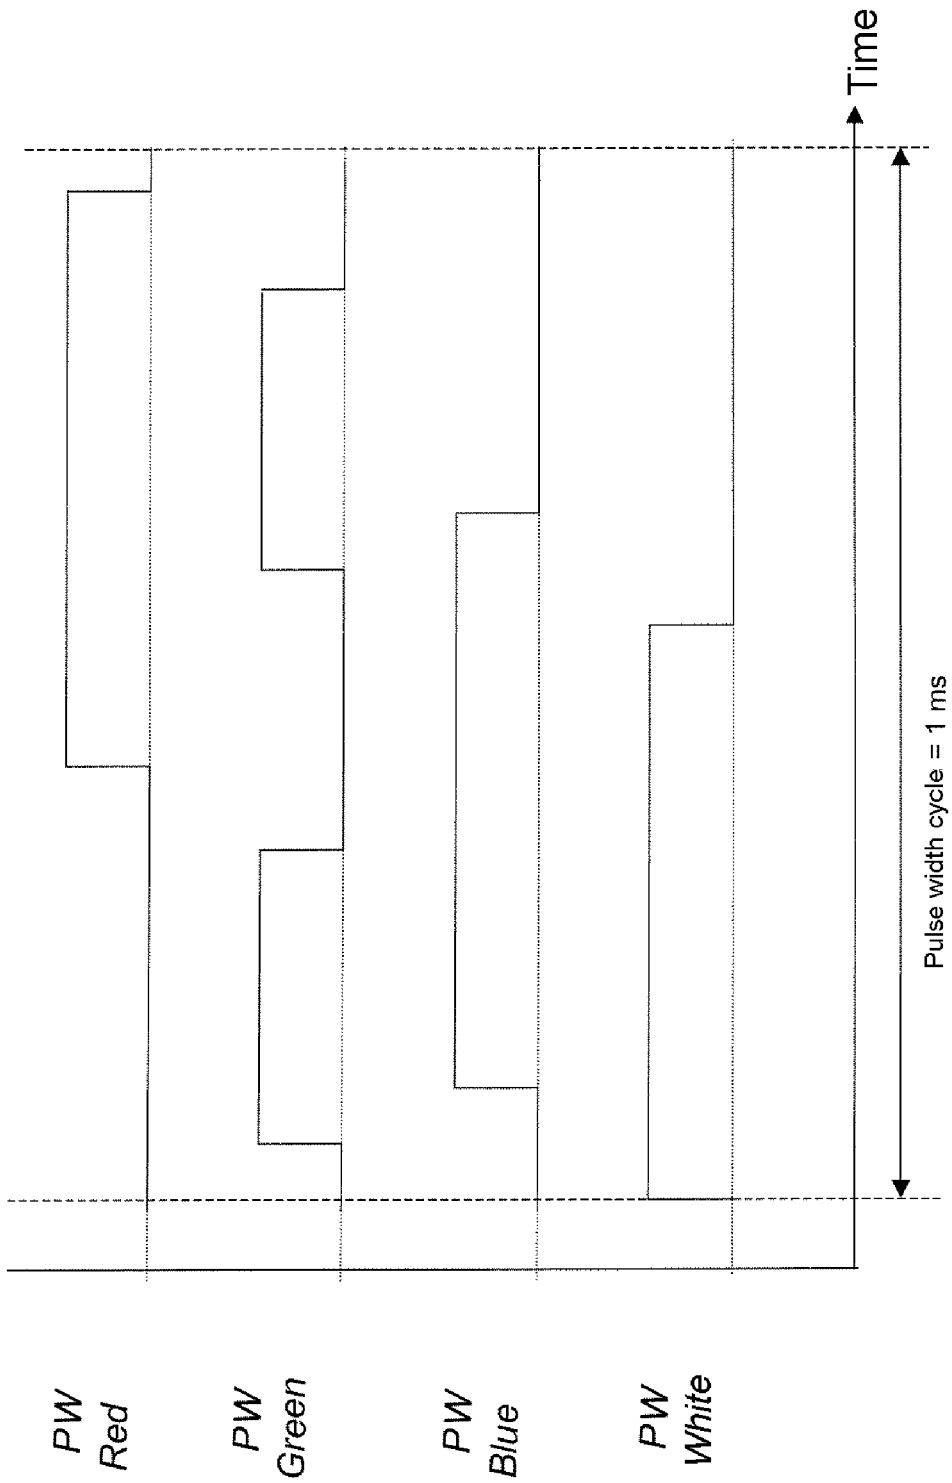 PW
Red
PW
Green
PW
Blue
PW
White
Time
Pulse width cycle = 1 ms